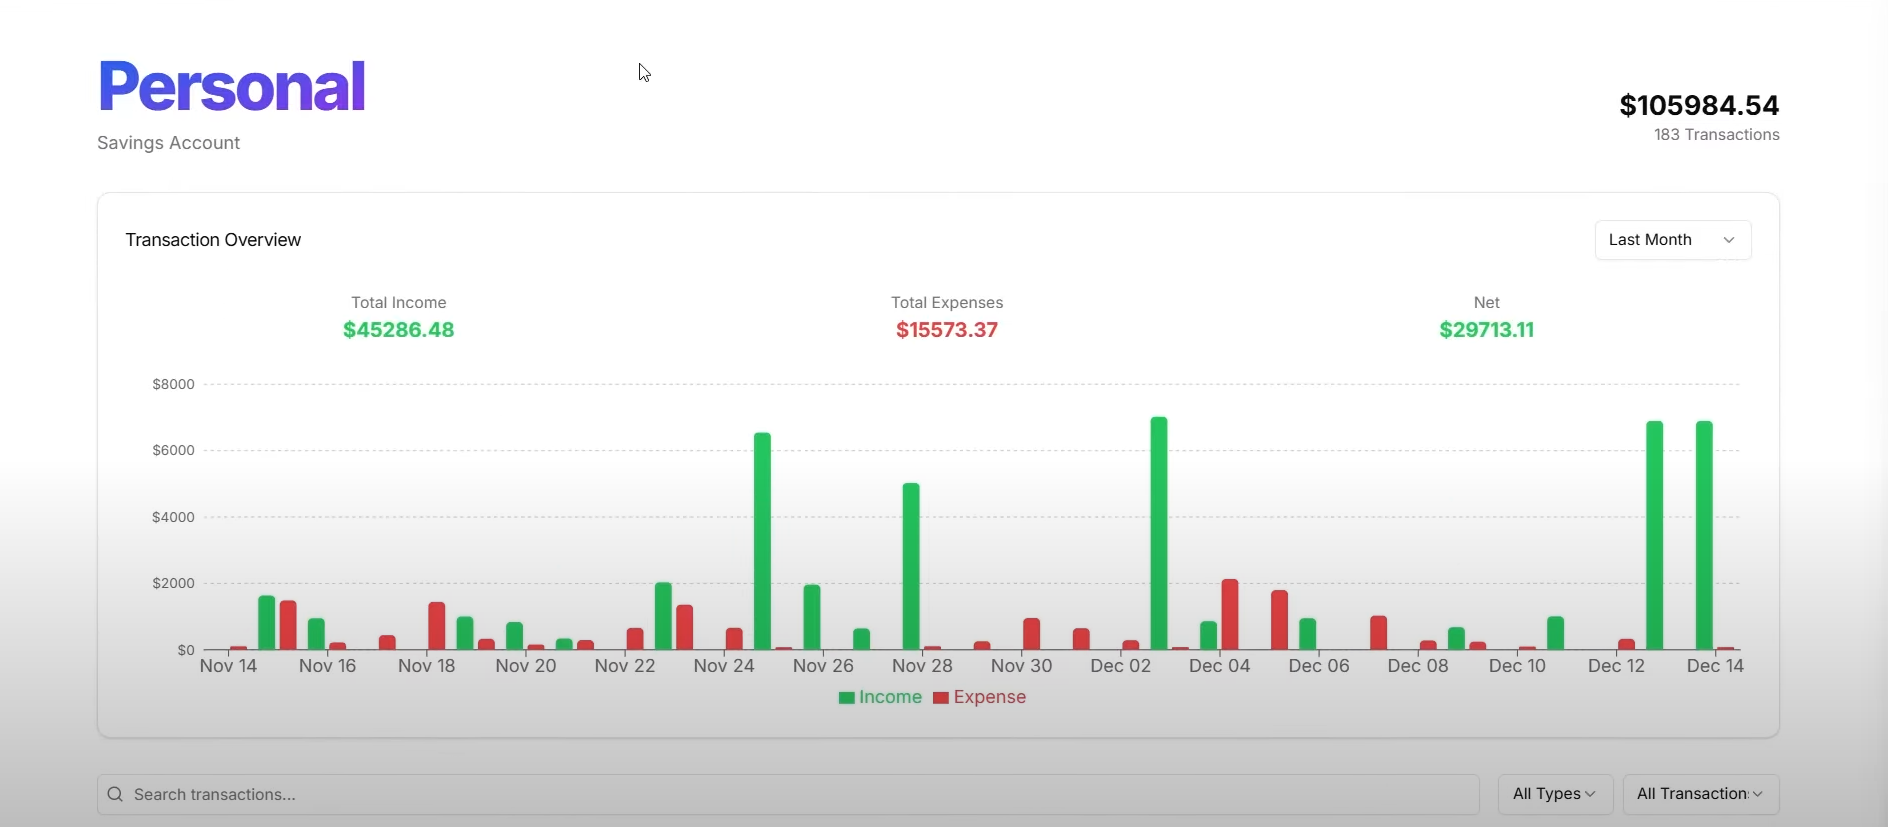 Personal
Savings Account
$105984.54
183 Transactions
Transaction Overview
Last Month
Total Income
$45286.48
Total Expenses
$15573.37
Net
$29713.11
$8000
$6000
$4000
$2000
$0
Nov 14 Nov 16 Nov 18 Nov 20 Nov 22 Nov 24 Nov 26 Nov 28 Nov 30 Dec 02 Dec 04 Dec 06 Dec 08 Dec 10 Dec 12 Dec 14
Income Expense
Search transactions...
All Types
All Transaction